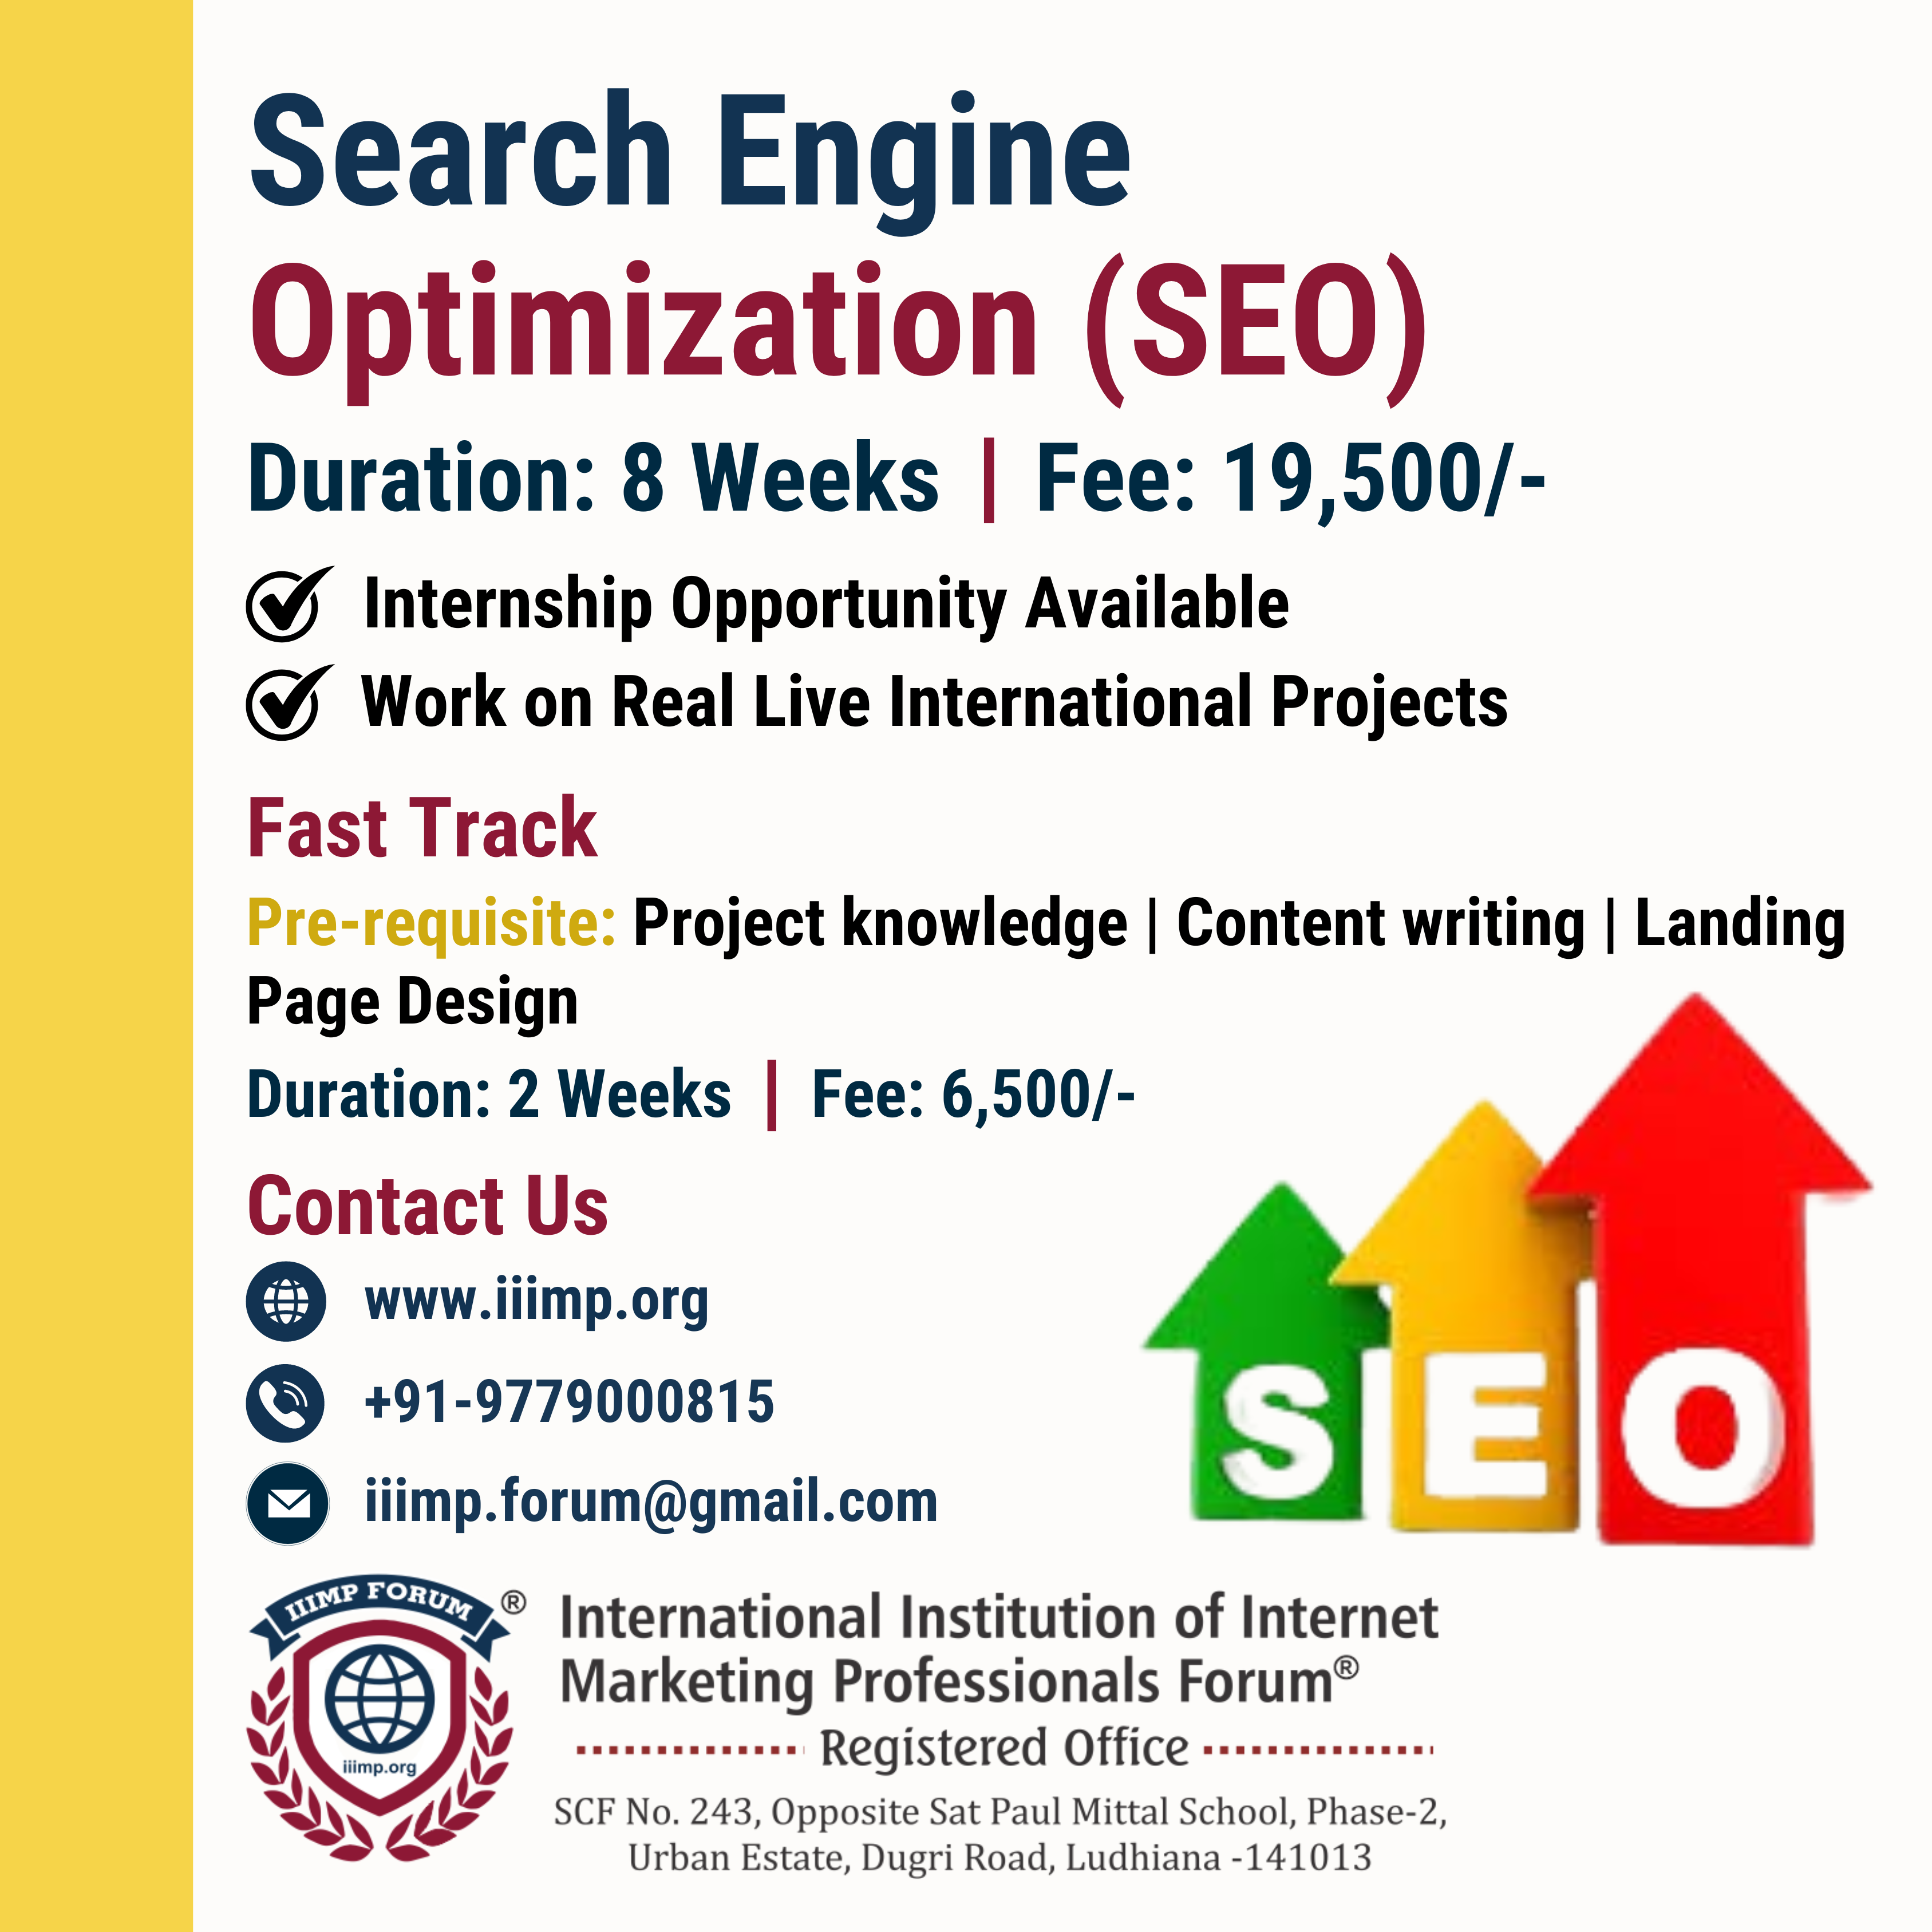 Search Engine
Optimization (SEO)
Duration: 8 Weeks | Fee: 19,500/-
Internship Opportunity Available
Work on Real Live International Projects
Fast Track
Pre-requisite: Project knowledge | Content writing | Landing
Page Design
Duration: 2 Weeks | Fee: 6,500/-
Contact Us
www.iiimp.org
+91-9779000815
iiimp.forum@gmail.com
SEO
IIIMP FORUM ®
iiimp.org
International Institution of Internet
Marketing Professionals Forum®
Registered Office
SCF No. 243, Opposite Sat Paul Mittal School, Phase-2,
Urban Estate, Dugri Road, Ludhiana -141013